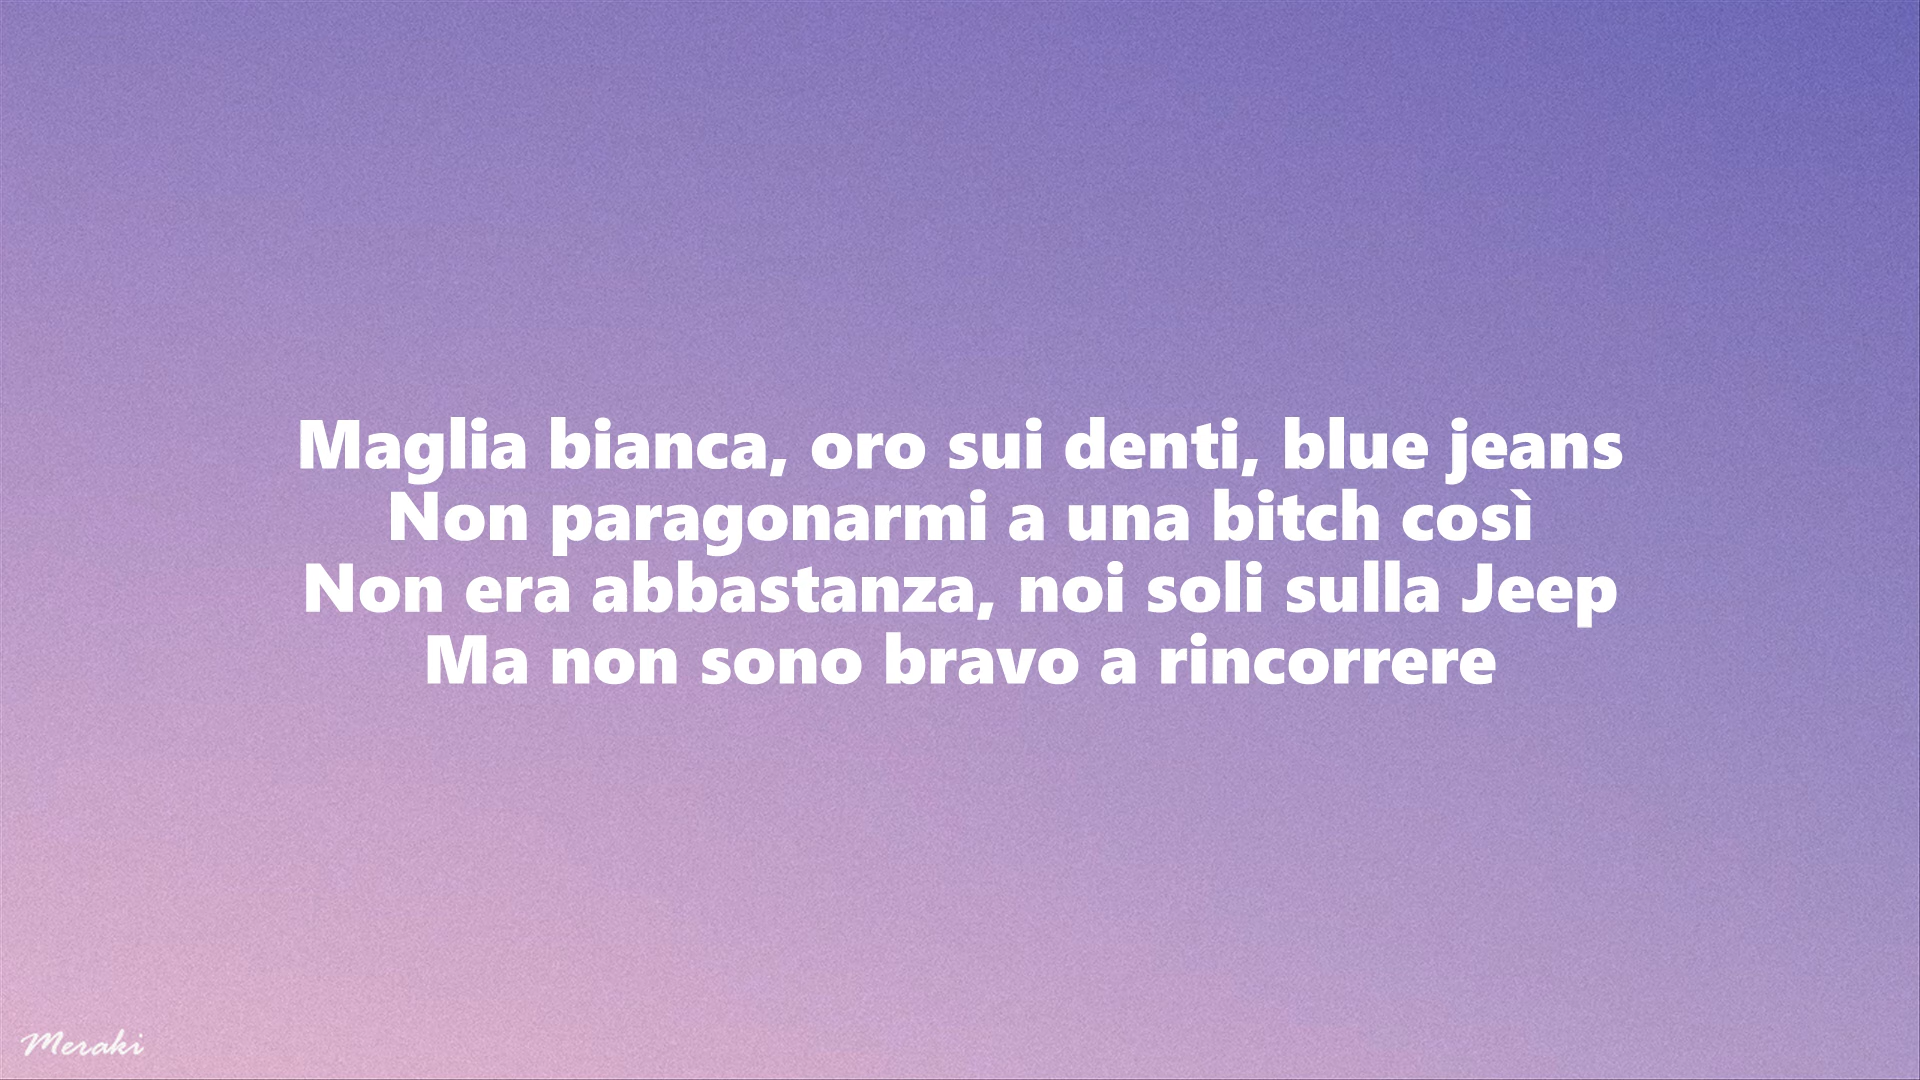 Maglia bianca, oro sui denti, blue jeans
Non paragonarmi a una bitch così
Non era abbastanza, noi soli sulla Jeep
Ma non sono bravo a rincorrere
Meraki